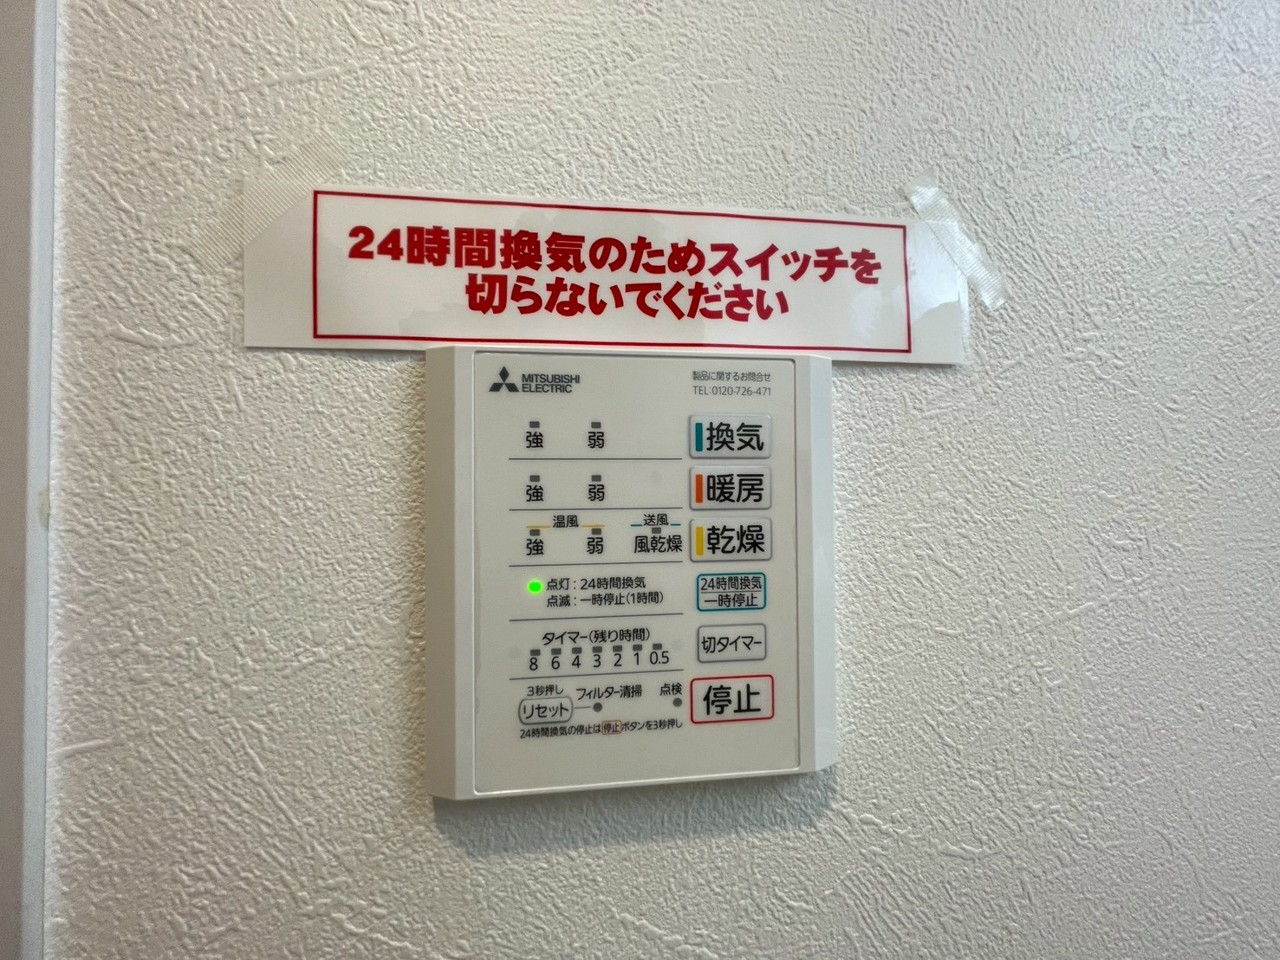 24時間換気のためスイッチを
切らないでください
MITSUBISHI
ELECTRIC
製品に関するお問合せ
TEL:0120-726-471
強 弱 換気
強 弱 暖房
温風 送風
強 弱 風乾燥 乾燥
点灯：24時間換気
点滅：一時停止(1時間)
24時間換気
一時停止
タイマー(残り時間)
8 6 4 3 2 1 0.5
切タイマー
3秒押し
リセット フィルター清掃 点検
停止
24時間換気の停止は停止ボタンを3秒押し